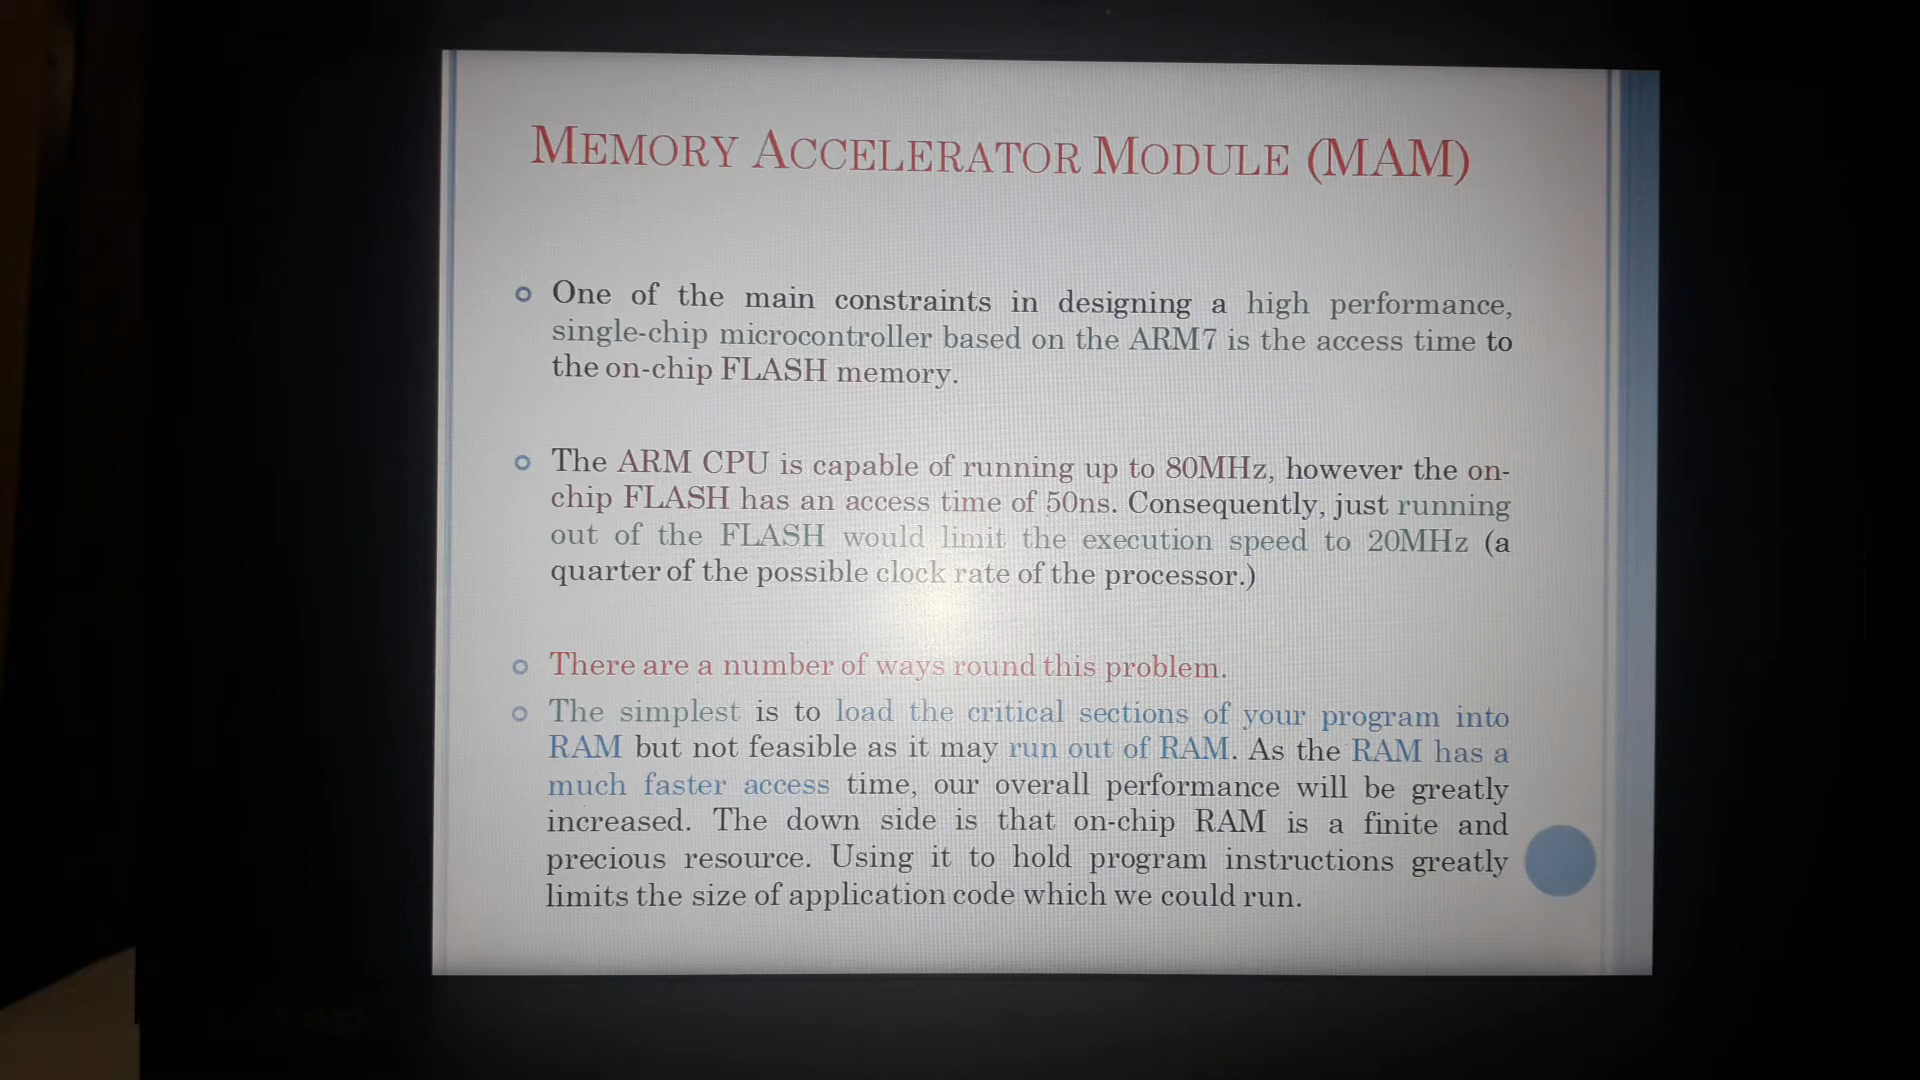 MEMORY ACCELERATOR MODULE (MAM)
One of the main constraints in designing a high performance,
single-chip microcontroller based on the ARM7 is the access time to
the on-chip FLASH memory.
The ARM CPU is capable of running up to 80MHz, however the on-
chip FLASH has an access time of 50ns. Consequently, just running
out of the FLASH would limit the execution speed to 20MHz (a
quarter of the possible clock rate of the processor.)
There are a number of ways round this problem.
The simplest is to load the critical sections of your program into
RAM but not feasible as it may run out of RAM. As the RAM has a
much faster access time, our overall performance will be greatly
increased. The down side is that on-chip RAM is a finite and
precious resource. Using it to hold program instructions greatly
limits the size of application code which we could run.